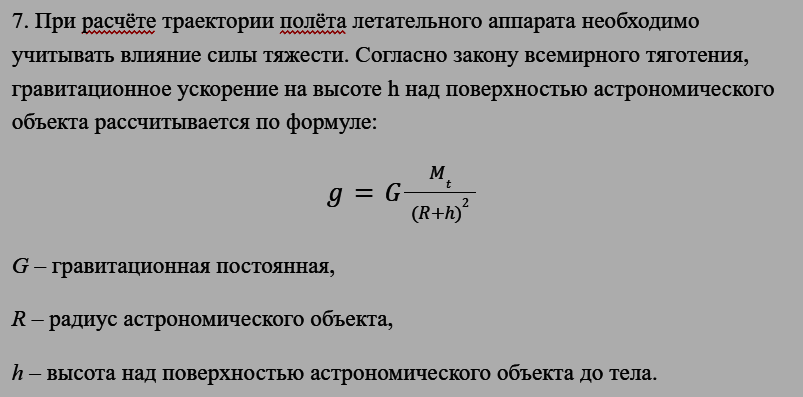 7. При расчёте траектории полёта летательного аппарата необходимо
учитывать влияние силы тяжести. Согласно закону всемирного тяготения,
гравитационное ускорение на высоте h над поверхностью астрономического
объекта рассчитывается по формуле:
g = G M_t / (R+h)^2
G – гравитационная постоянная,
R – радиус астрономического объекта,
h – высота над поверхностью астрономического объекта до тела.